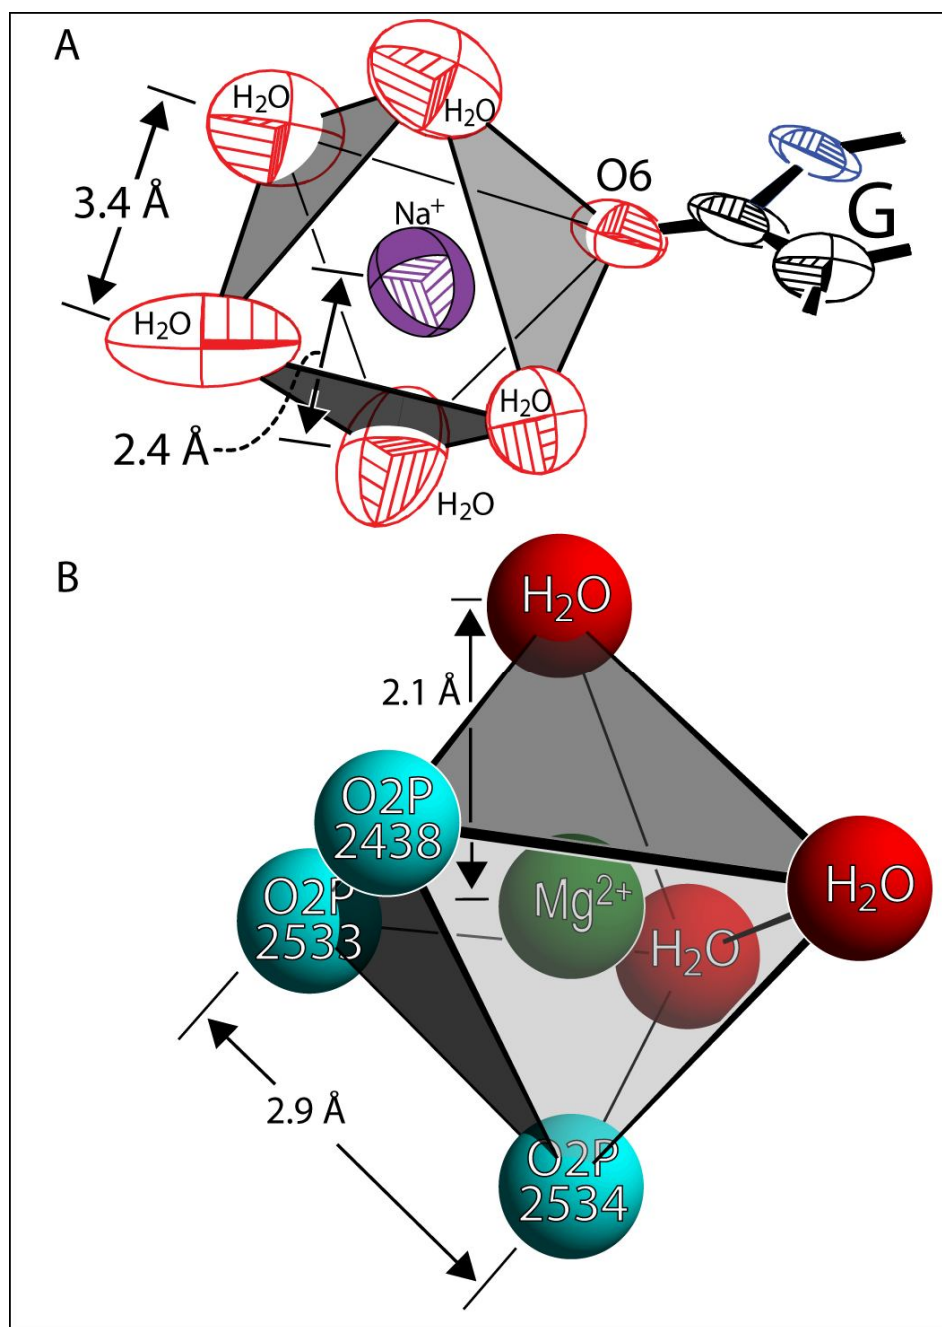 A
H₂O
H₂O
O6
3.4 Å
Na⁺
G
H₂O
H₂O
2.4 Å
H₂O
B
H₂O
2.1 Å
O2P
2438
H₂O
Mg²⁺
O2P
2533
H₂O
2.9 Å
O2P
2534